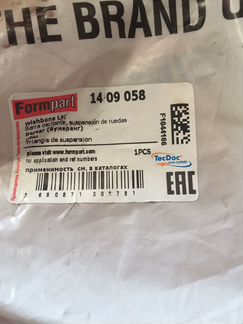 HE BRAND O
Formpart 14 09 058
wishbone LH
Barra oscilante, suspensión de ruedas
рычаг (бумеранг)
Triangle de suspension
please visit www.formpart.com
for application and ref numbers
применимость см. в каталогах
1PCS
F1044166
TecDoc
EAC